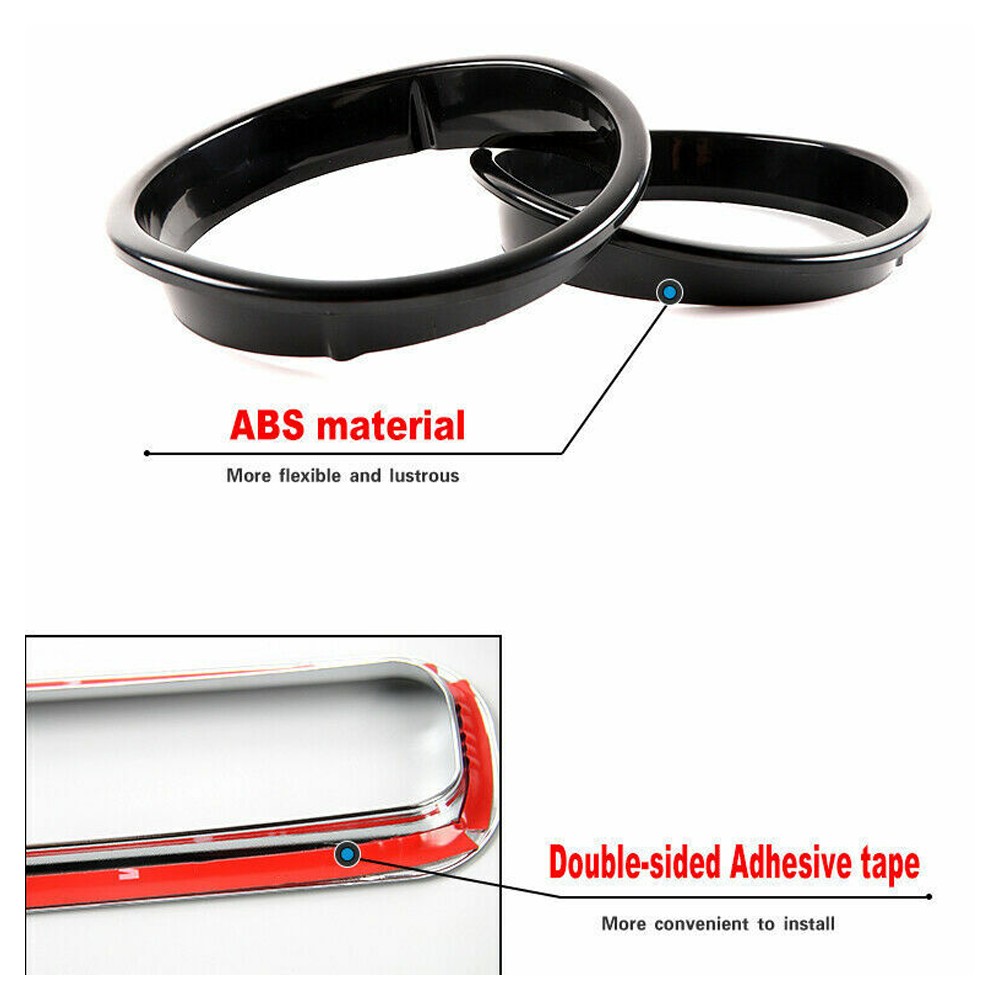 ABS material
More flexible and lustrous
Double-sided Adhesive tape
More convenient to install